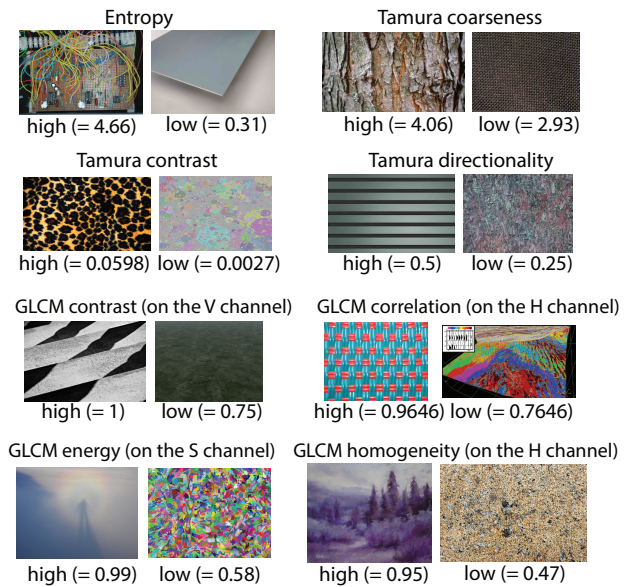 Entropy
high (= 4.66)
low (= 0.31)
Tamura coarseness
high (= 4.06)
low (= 2.93)
Tamura contrast
high (= 0.0598)
low (= 0.0027)
Tamura directionality
high (= 0.5)
low (= 0.25)
GLCM contrast (on the V channel)
high (= 1)
low (= 0.75)
GLCM correlation (on the H channel)
high (= 0.9646)
low (= 0.7646)
GLCM energy (on the S channel)
high (= 0.99)
low (= 0.58)
GLCM homogeneity (on the H channel)
high (= 0.95)
low (= 0.47)